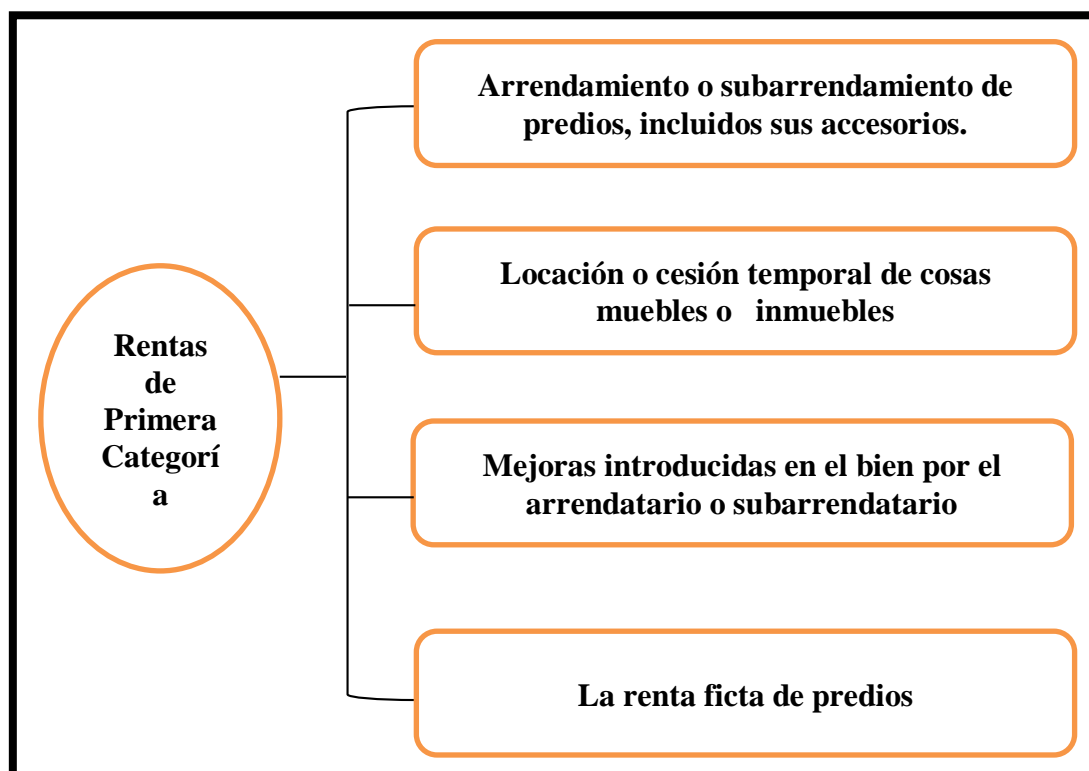 Rentas
de
Primera
Categorí
a
Arrendamiento o subarrendamiento de
predios, incluidos sus accesorios.
Locación o cesión temporal de cosas
muebles o inmuebles
Mejoras introducidas en el bien por el
arrendatario o subarrendatario
La renta ficta de predios